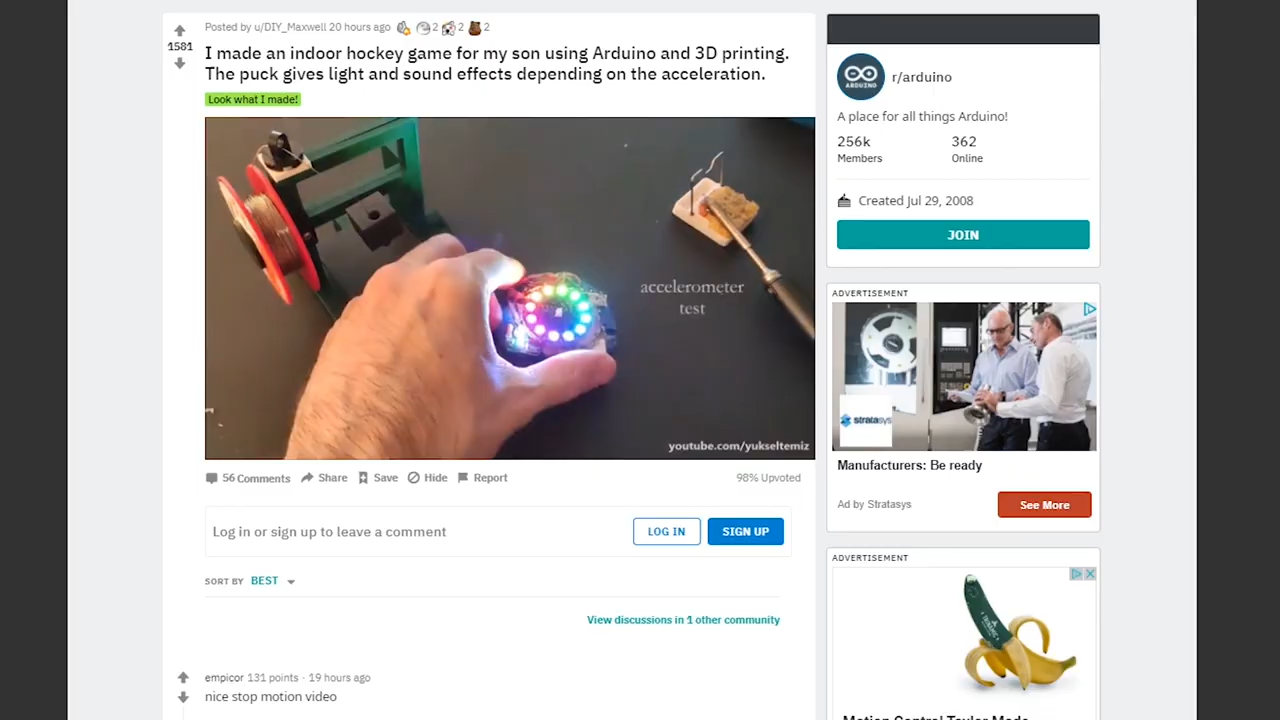 Posted by u/DIY_Maxwell 20 hours ago 2 2 2
1581
I made an indoor hockey game for my son using Arduino and 3D printing.
The puck gives light and sound effects depending on the acceleration.
Look what I made!
accelerometer
test
youtube.com/yukseltemiz
56 Comments Share Save Hide Report 98% Upvoted
Log in or sign up to leave a comment LOG IN SIGN UP
SORT BY BEST
View discussions in 1 other community
empicor 131 points · 19 hours ago
nice stop motion video
ARDUINO
r/arduino
A place for all things Arduino!
256k 362
Members Online
Created Jul 29, 2008
JOIN
ADVERTISEMENT
stratasys
Manufacturers: Be ready
Ad by Stratasys See More
ADVERTISEMENT
Motion Control Taylor Made